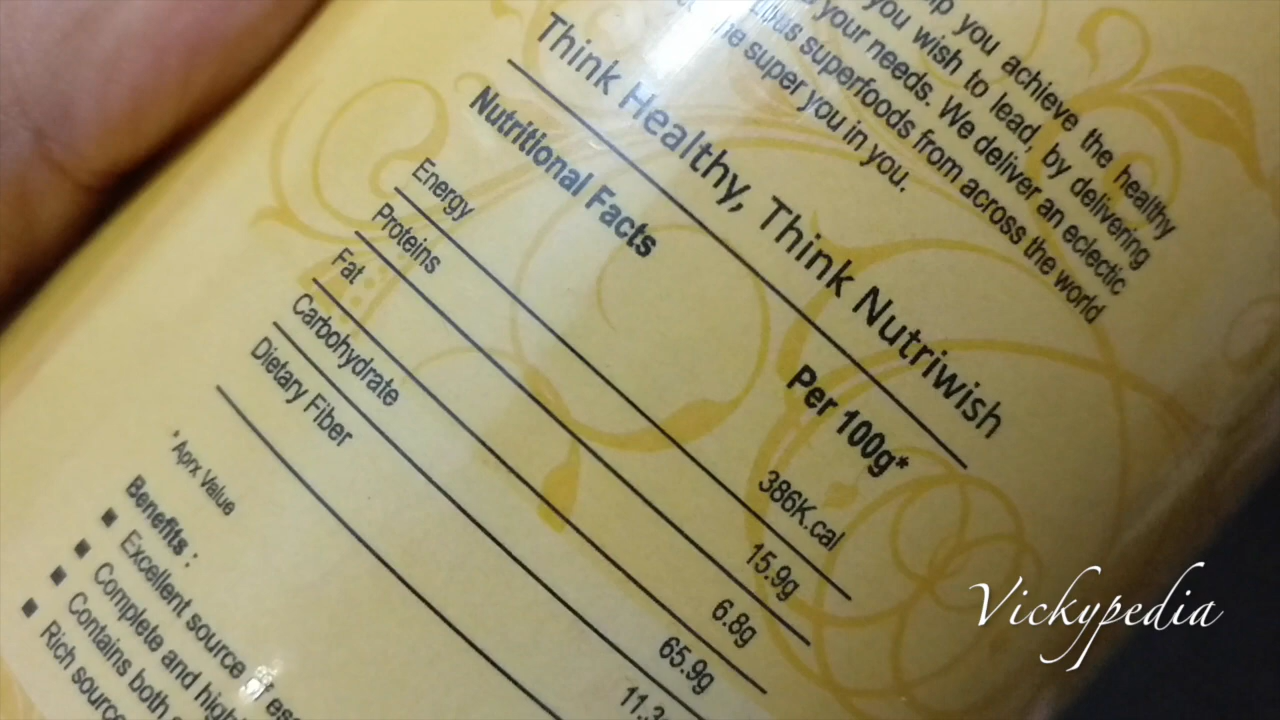 you achieve the healthy
you wish to lead, by delivering
your needs. We deliver an eclectic
superfoods from across the world
super you in you.
Think Healthy, Think Nutriwish
Nutritional Facts Per 100g*
Energy 386K.cal
Proteins 15.9g
Fat 6.8g
Carbohydrate 65.9g
Dietary Fiber
*Aprx Value
Benefits :
■ Excellent source of
■ Complete and
■ Contains both
■ Rich source
Vickypedia